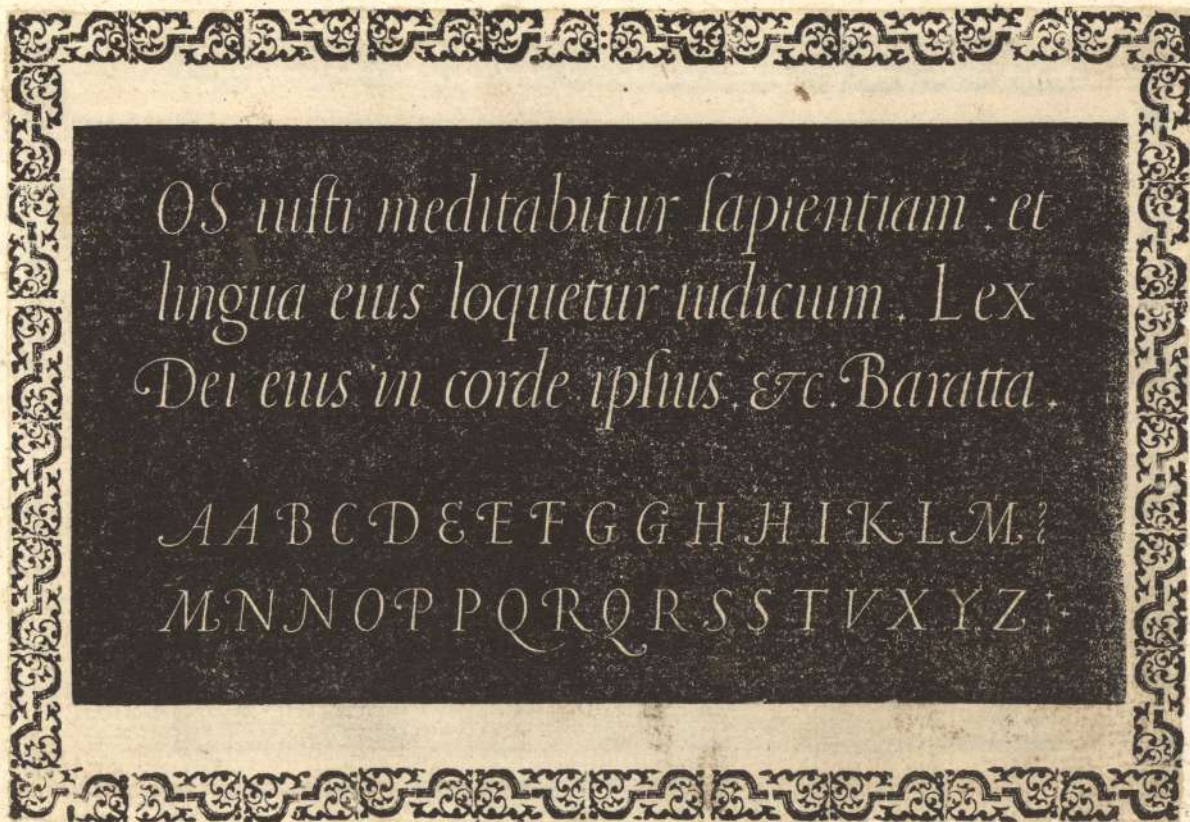 OS iuſti meditabitur ſapientiam : et
lingua eius loquetur iudicium. Lex
Dei eius in corde ipſius. &c. Baratta.
A A B C D E E F G G H H I K L M
M N N O P P Q R Q R S S T V X Y Z